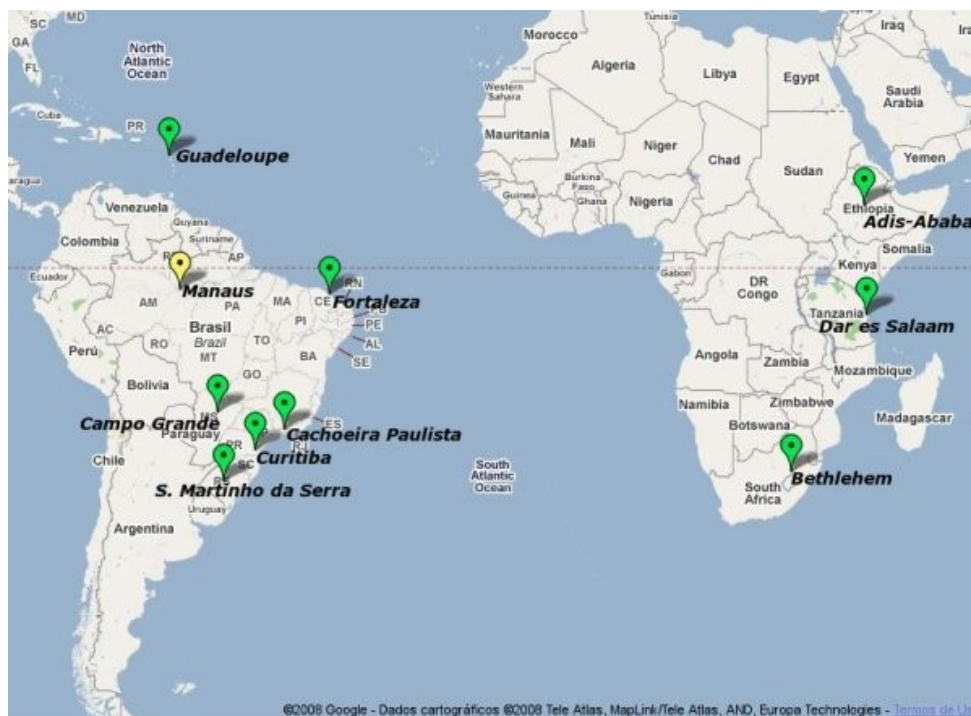 SC
MD
GA
FL
North
Atlantic
Ocean
Cuba
PR
Guadeloupe
Venezuela
Guyana
Suriname
Colombia
AP
Ecuador
Manaus
AM
PA
MA
CE
RN
Fortaleza
PI
PE
AL
SE
AC
RO
Brasil
Brazil
TO
MT
BA
Perú
GO
Bolivia
MS
Campo Grande
Paraguay
ES
Cachoeira Paulista
RJ
PR
Curitiba
SC
Chile
S. Martinho da Serra
Uruguay
Argentina
South
Atlantic
Ocean
Morocco
Tunisia
Algeria
Libya
Egypt
Iraq
Western
Sahara
Saudi
Arabia
Mauritania
Mali
Niger
Chad
Sudan
Yemen
Guinea
Burkina
Faso
Ghana
Nigeria
Ethiopia
Adis-Ababa
Somalia
Gabon
Kenya
DR
Congo
Tanzania
Dar es Salaam
Angola
Zambia
Mozambique
Namibia
Zimbabwe
Botswana
Madagascar
Bethlehem
South
Africa
©2008 Google - Dados cartográficos ©2008 Tele Atlas, MapLink/Tele Atlas, AND, Europa Technologies - Termos de Us